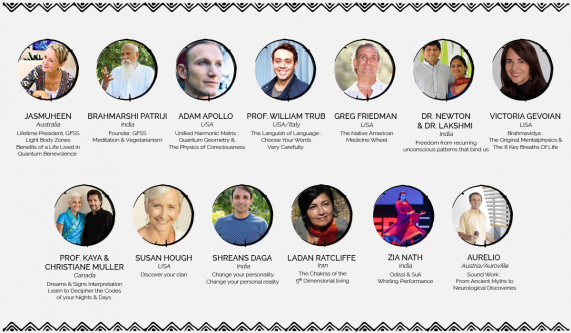 JASMUHEEN
Australia
Lifetime President, GFSS
Light Body Zones
Benefits of a Life Lived in
Quantum Benevolence
BRAHMARSHI PATRIJI
India
Founder, GFSS
Meditation & Vegetarianism
ADAM APOLLO
USA
Unified Harmonic Matrix :
Quantum Geometry &
The Physics of Consciousness
PROF. WILLIAM TRUB
USA/Italy
The Languish of Language :
Choose Your Words
Very Carefully
GREG FRIEDMAN
USA
The Native American
Medicine Wheel
DR. NEWTON
& DR. LAKSHMI
India
Freedom from recurring
unconscious patterns that bind us
VICTORIA GEVOIAN
USA
Brahmavidya :
The Original Mentalphysics &
The 8 Key Breaths Of Life
PROF. KAYA &
CHRISTIANE MULLER
Canada
Dreams & Signs Interpretation
Learn to Decipher the Codes
of your Nights & Days
SUSAN HOUGH
USA
Discover your clan
SHREANS DAGA
India
Change your personality,
Change your personal reality
LADAN RATCLIFFE
Iran
The Chakras of the
5th Dimensional living
ZIA NATH
India
Odissi & Sufi
Whirling Performance
AURELIO
Austria/Auroville
Sound Work :
From Ancient Myths to
Neurological Discoveries